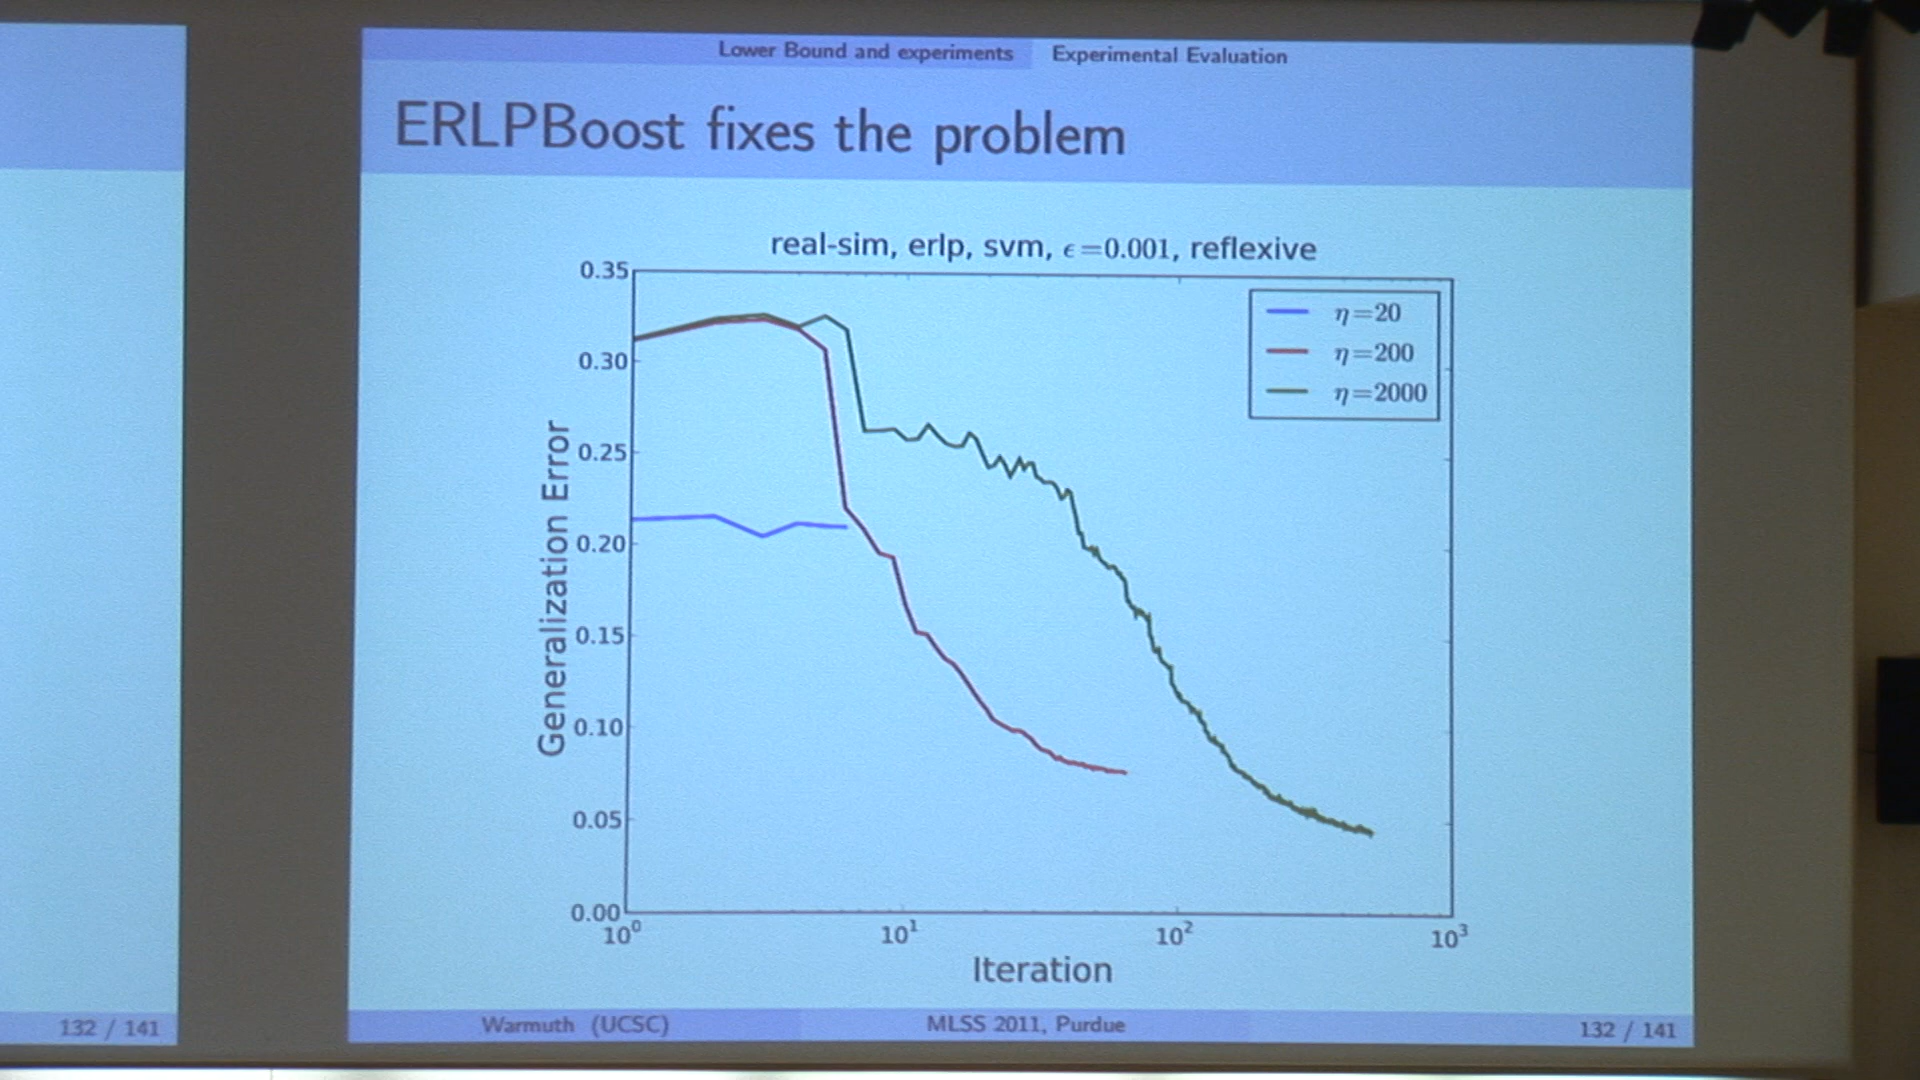 Lower Bound and experiments Experimental Evaluation
ERLPBoost fixes the problem
real-sim, erlp, svm, ϵ=0.001, reflexive
0.35
0.30
0.25
0.20
0.15
0.10
0.05
0.00
Generalization Error
η=20
η=200
η=2000
10⁰ 10¹ 10² 10³
Iteration
132 / 141
Warmuth (UCSC) MLSS 2011, Purdue 132 / 141